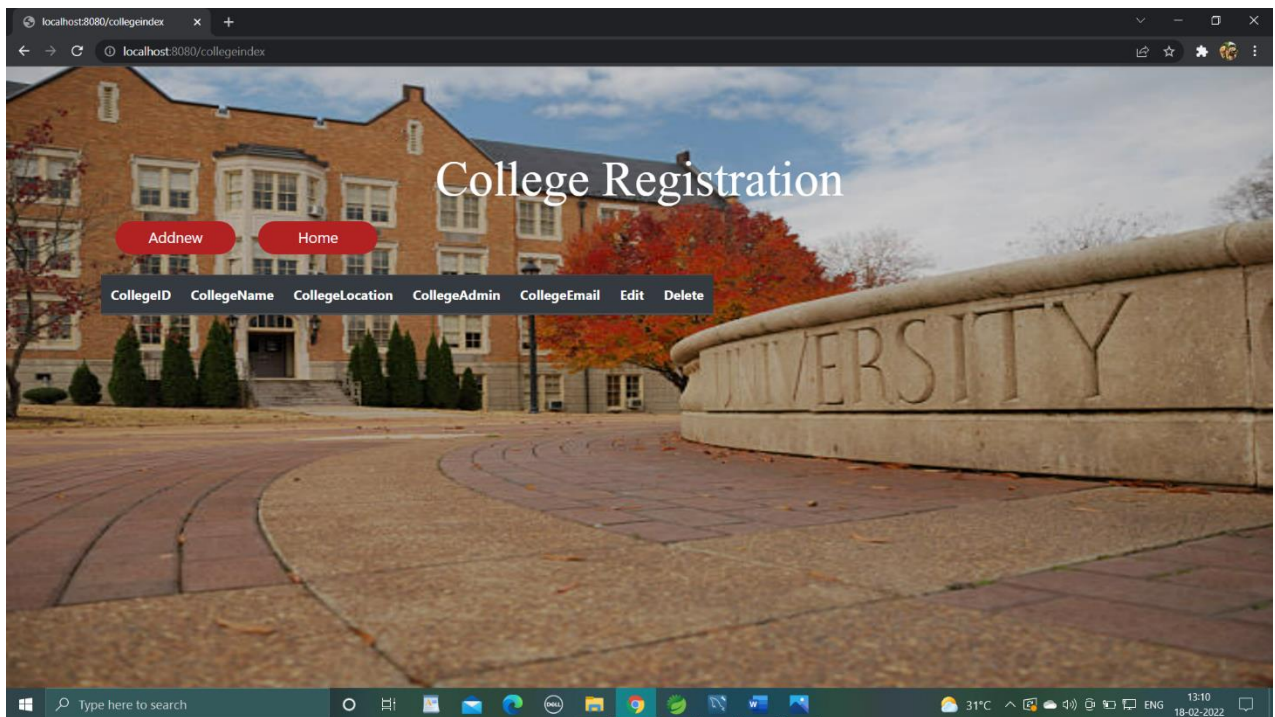 localhost:8080/collegeindex
localhost:8080/collegeindex
College Registration
Addnew Home
CollegeID CollegeName CollegeLocation CollegeAdmin CollegeEmail Edit Delete
UNIVERSITY
Type here to search
DELL
W
31°C ENG 13:10
18-02-2022